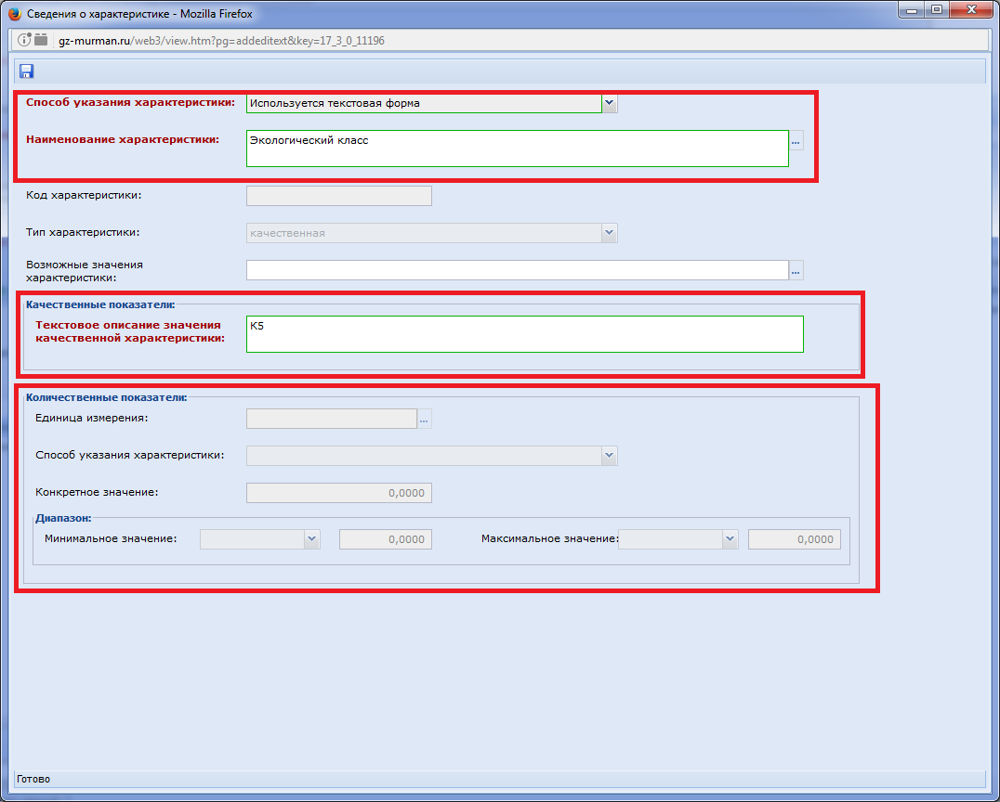 Сведения о характеристике - Mozilla Firefox
gz-murman.ru/web3/view.htm?pg=addeditext&key=17_3_0_11196
Способ указания характеристики: Используется текстовая форма
Наименование характеристики: Экологический класс ...
Код характеристики:
Тип характеристики: качественная
Возможные значения
характеристики: ...
Качественные показатели:
Текстовое описание значения
качественной характеристики: К5
Количественные показатели:
Единица измерения: ...
Способ указания характеристики:
Конкретное значение: 0,0000
Диапазон:
Минимальное значение: 0,0000 Максимальное значение: 0,0000
Готово